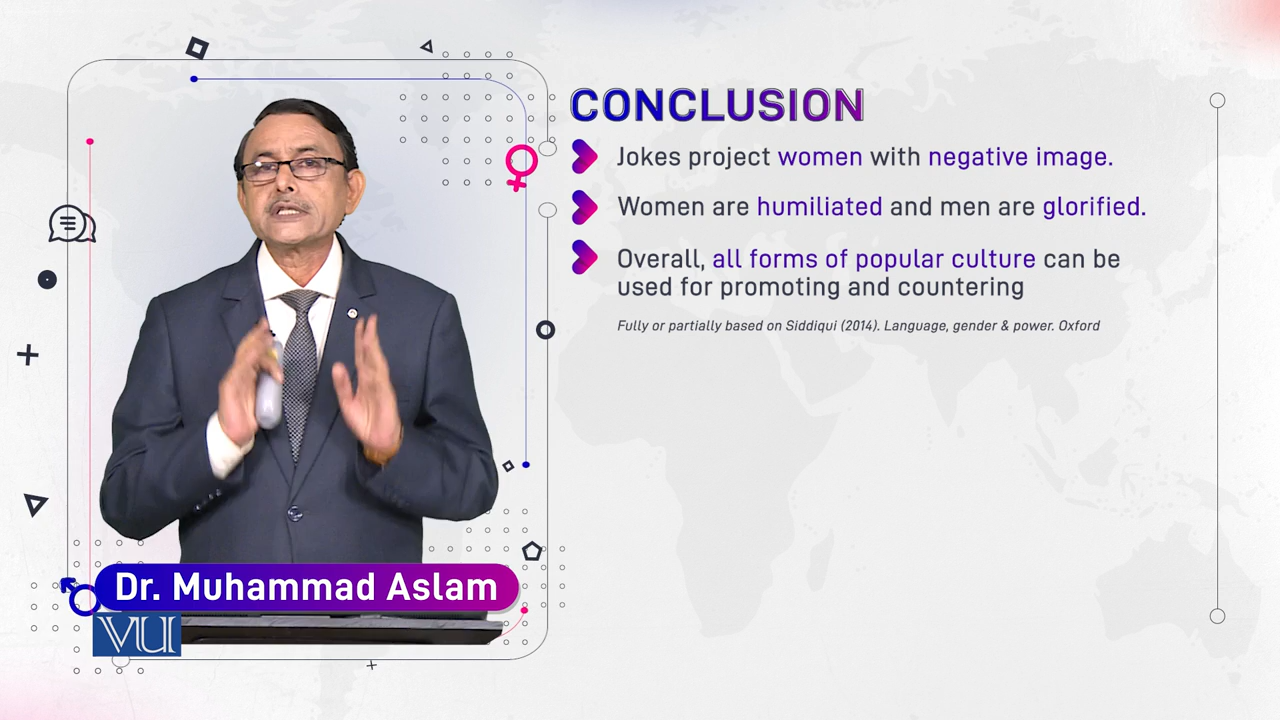 CONCLUSION
Jokes project women with negative image.
Women are humiliated and men are glorified.
Overall, all forms of popular culture can be
used for promoting and countering
Fully or partially based on Siddiqui (2014). Language, gender & power. Oxford
Dr. Muhammad Aslam
VU